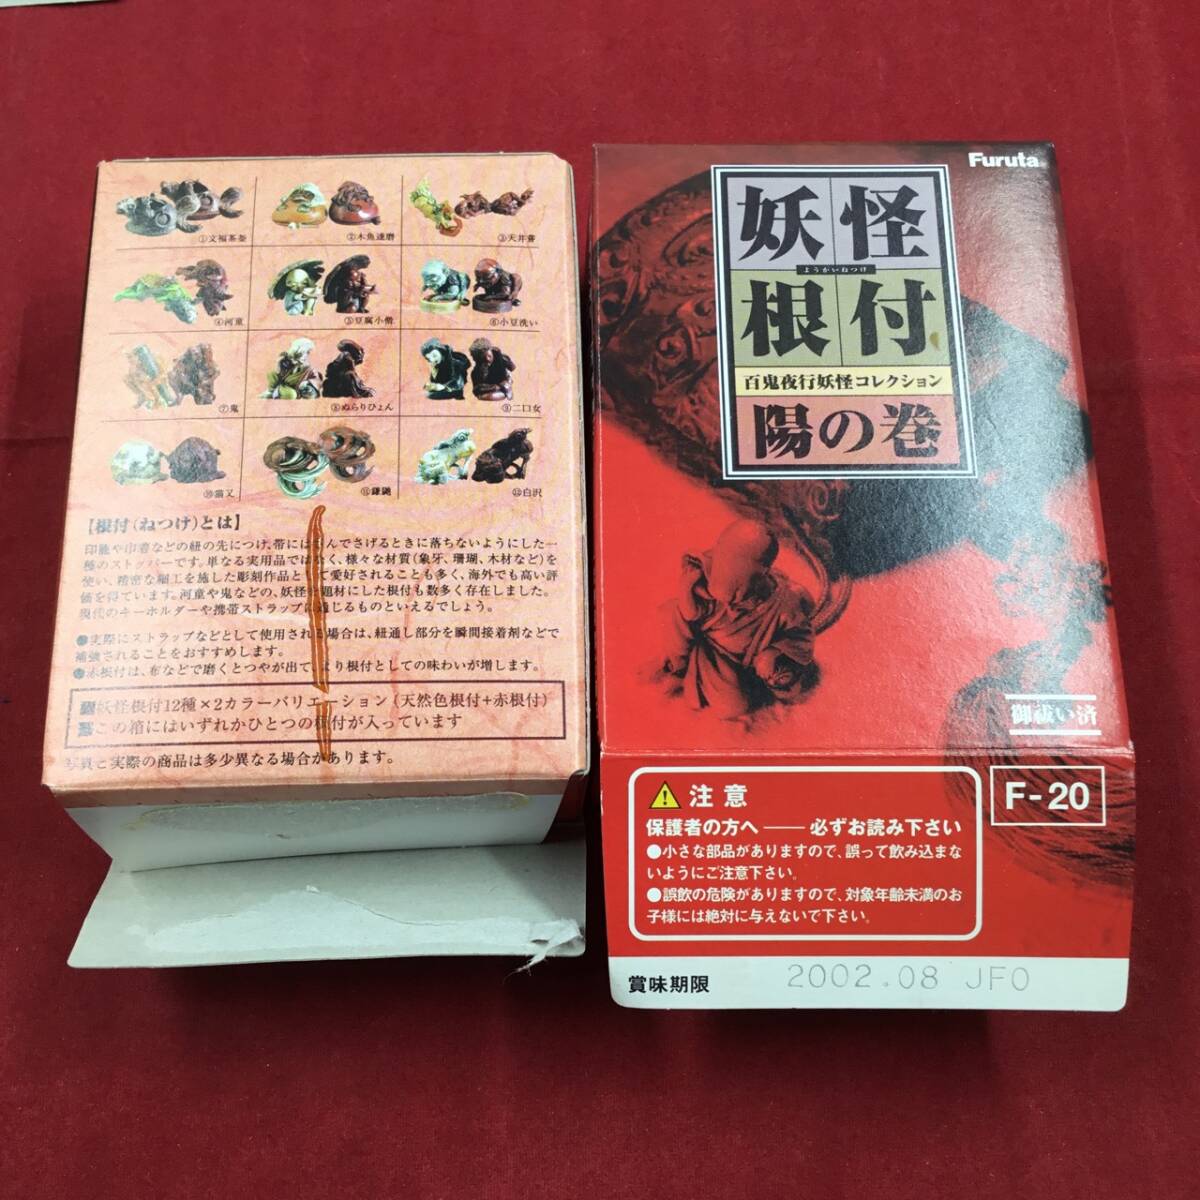 ①文福茶釜
②木魚達磨
③天井嘗
④河童
⑤豆腐小僧
⑥小豆洗い
⑦鬼
⑧ぬらりひょん
⑨二口女
⑩猫又
⑪鎌鼬
⑫白沢
【根付(ねつけ)とは】
印籠や巾着などの紐の先につけ、帯にはさんでさげるときに落ちないようにした一
種のストッパーです。単なる実用品ではなく、様々な材質(象牙、珊瑚、木材など)を
使い、精密な細工を施した彫刻作品として愛好されることも多く、海外でも高い評
価を得ています。河童や鬼などの、妖怪を題材にした根付も数多く存在しました。
現代のキーホルダーや携帯ストラップに通じるものといえるでしょう。
●実際にストラップなどとして使用される場合は、紐通し部分を瞬間接着剤などで
補強されることをおすすめします。
●赤根付は、布などで磨くとつやが出て、より根付としての味わいが増します。
妖怪根付12種×2カラーバリエーション(天然色根付+赤根付)
この箱にはいずれかひとつの根付が入っています
写真と実際の商品は多少異なる場合があります。
Furuta
妖怪
ようかいねつけ
根付
百鬼夜行妖怪コレクション
陽の巻
御祓い済
F-20
注意
保護者の方へ――必ずお読み下さい
●小さな部品がありますので、誤って飲み込まな
いようにご注意下さい。
●誤飲の危険がありますので、対象年齢未満のお
子様には絶対に与えないで下さい。
賞味期限 2002.08 JFO